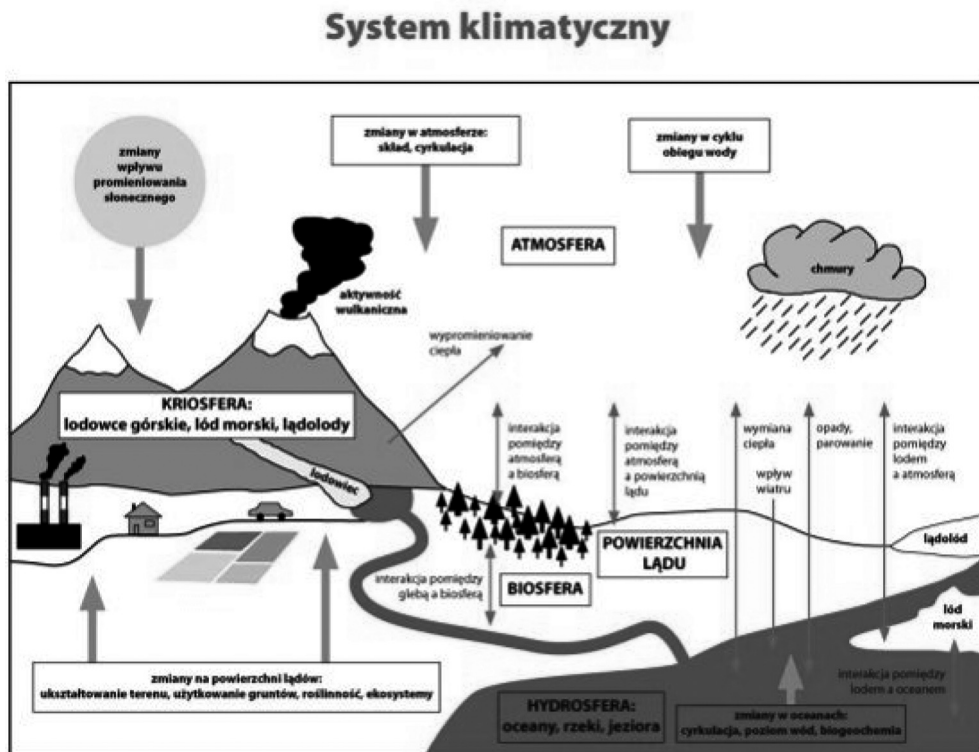 System klimatyczny
zmiany
wpływu
promieniowania
słonecznego
zmiany w atmosferze:
skład, cyrkulacja
zmiany w cyklu
obiegu wody
ATMOSFERA
chmury
aktywność
wulkaniczna
wypromieniowanie
ciepła
KRIOSFERA:
lodowce górskie, lód morski, lądolody
lodowiec
interakcja
pomiędzy
atmosferą
a biosferą
interakcja
pomiędzy
atmosferą
a powierzchnią
lądu
wymiana
ciepła
wpływ
wiatru
opady,
parowanie
interakcja
pomiędzy
lodem
a atmosferą
lądolód
POWIERZCHNIA
LĄDU
interakcja pomiędzy
glebą a biosferą
BIOSFERA
lód
morski
interakcja pomiędzy
lodem a oceanem
zmiany na powierzchni lądów:
ukształtowanie terenu, użytkowanie gruntów, roślinność, ekosystemy
HYDROSFERA:
oceany, rzeki, jeziora
zmiany w oceanach:
cyrkulacja, poziom wód, biogeochemia